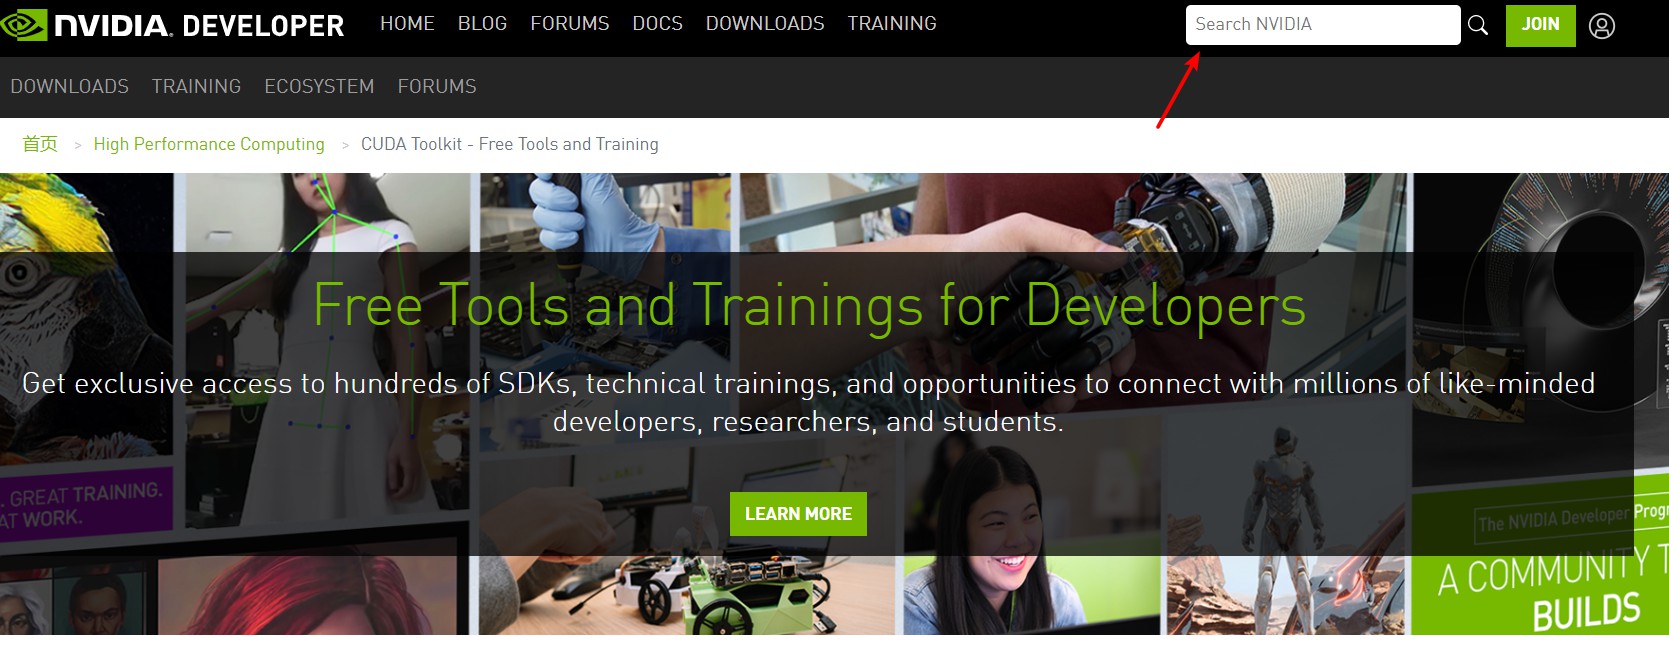 NVIDIA. DEVELOPER HOME BLOG FORUMS DOCS DOWNLOADS TRAINING Search NVIDIA JOIN
DOWNLOADS TRAINING ECOSYSTEM FORUMS
首页 > High Performance Computing > CUDA Toolkit - Free Tools and Training
Free Tools and Trainings for Developers
Get exclusive access to hundreds of SDKs, technical trainings, and opportunities to connect with millions of like-minded
developers, researchers, and students.
LEARN MORE
. GREAT TRAINING.
AT WORK.
The NVIDIA Developer Progr
A COMMUNITY T
BUILDS